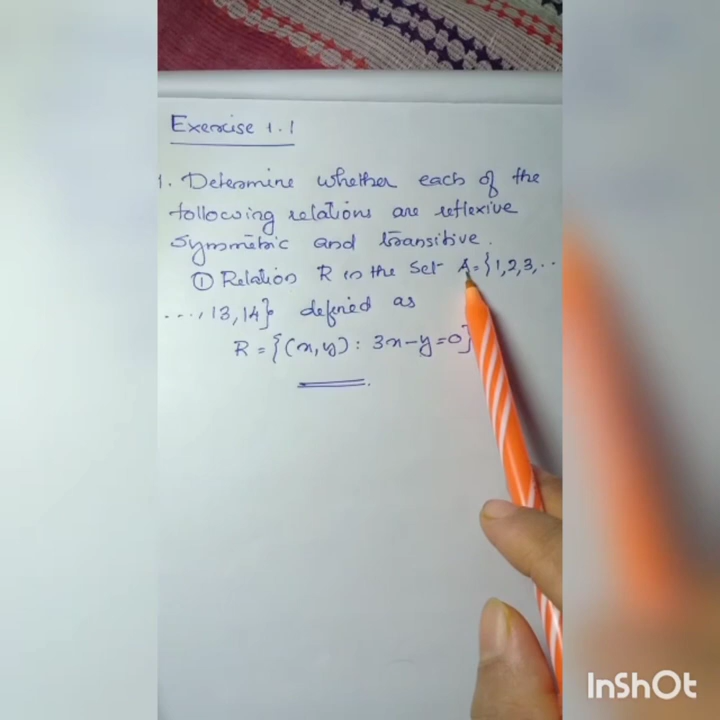 Exercise 1.1
1. Determine whether each of the
following relations are reflexive
symmetric and transitive.
① Relation R in the set A={1,2,3,..
...,13,14} defined as
R = {(x,y): 3x-y=0}
InShOt